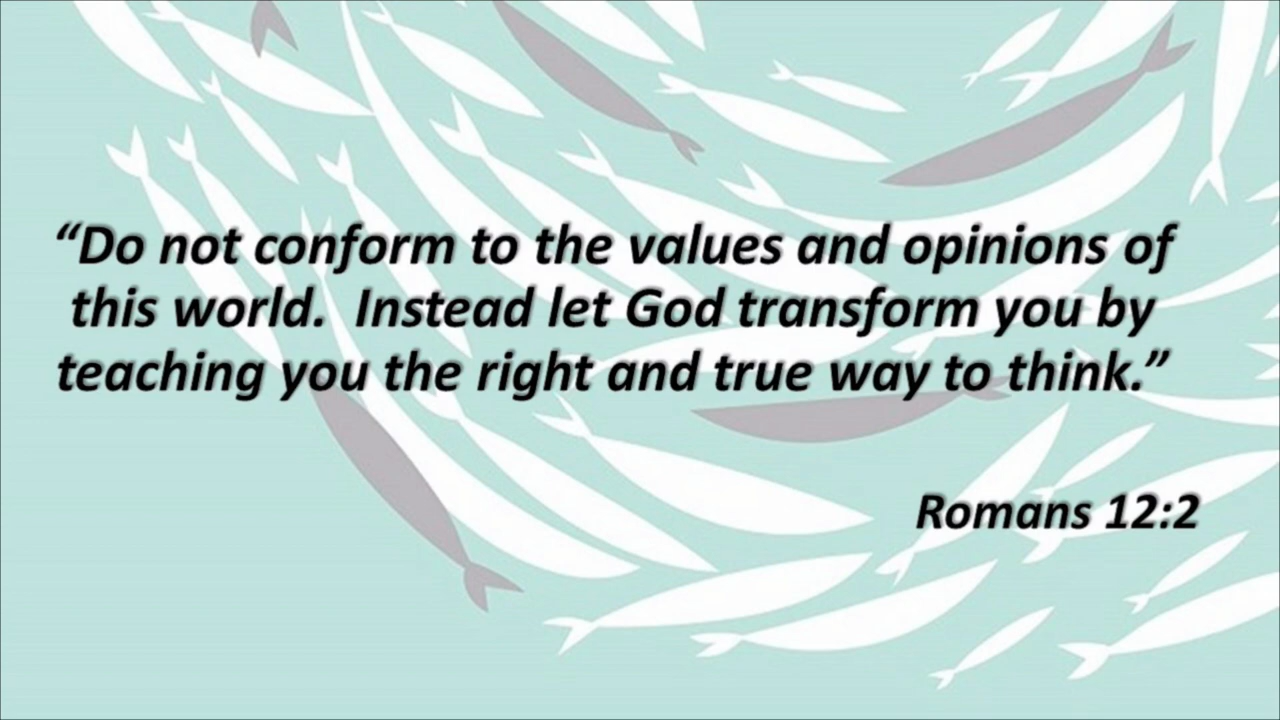 “Do not conform to the values and opinions of
this world.  Instead let God transform you by
teaching you the right and true way to think.”
Romans 12:2